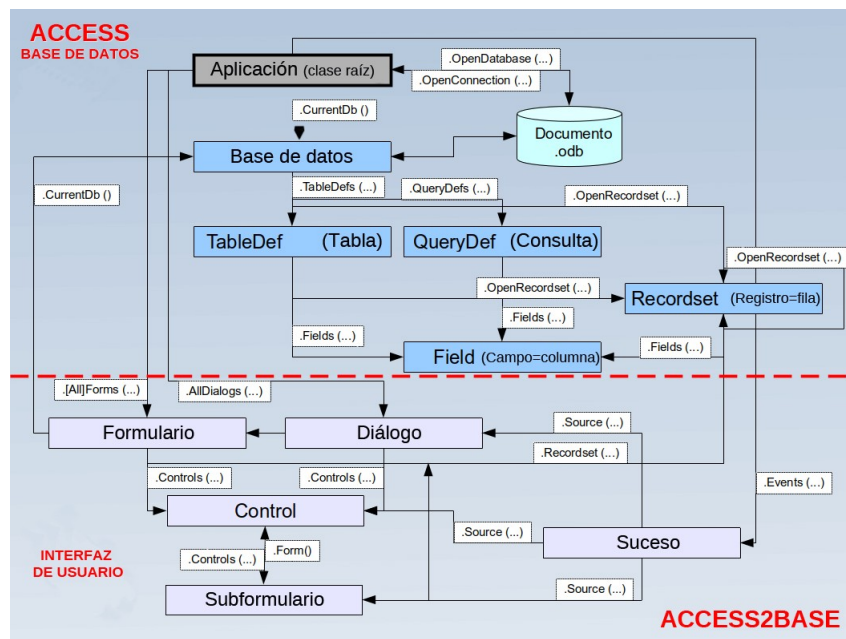 ACCESS
BASE DE DATOS
Aplicación (clase raíz)
.OpenDatabase (...)
.OpenConnection (...)
.CurrentDb ()
Documento
.odb
Base de datos
.CurrentDb ()
.TableDefs (...)
.QueryDefs (...)
.OpenRecordset (...)
TableDef (Tabla)
QueryDef (Consulta)
.OpenRecordset (...)
.OpenRecordset (...)
Recordset (Registro=fila)
.Fields (...)
.Fields (...)
.Fields (...)
Field (Campo=columna)
.[All]Forms (...)
.AllDialogs (...)
Formulario
Diálogo
.Source (...)
.Recordset (...)
.Controls (...)
.Controls (...)
.Events (...)
Control
.Source (...)
Suceso
.Form()
.Controls (...)
INTERFAZ
DE USUARIO
.Source (...)
Subformulario
ACCESS2BASE